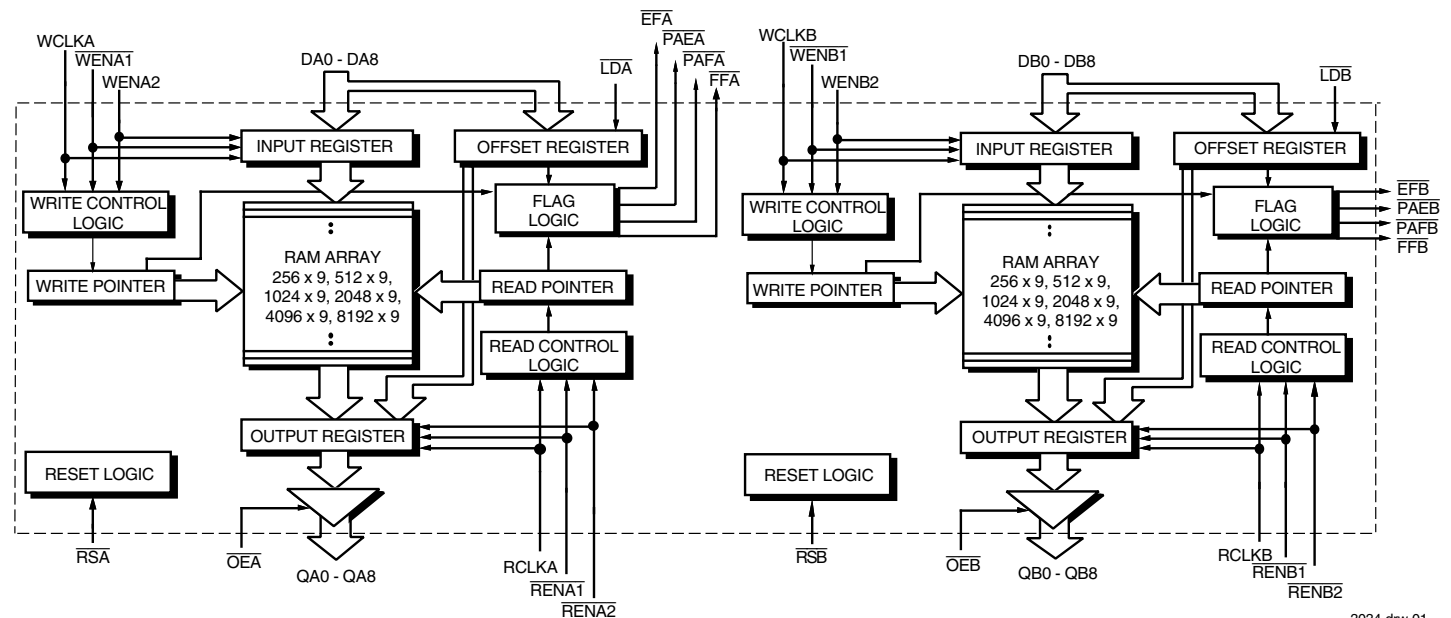 WCLKA
WENA1
WENA2
DA0 - DA8
LDA
EFA
PAEA
PAFA
FFA
INPUT REGISTER
OFFSET REGISTER
WRITE CONTROL
LOGIC
FLAG
LOGIC
WRITE POINTER
RAM ARRAY
256 x 9, 512 x 9,
1024 x 9, 2048 x 9,
4096 x 9, 8192 x 9
READ POINTER
READ CONTROL
LOGIC
OUTPUT REGISTER
RESET LOGIC
RSA
OEA
QA0 - QA8
RCLKA
RENA1
RENA2
WCLKB
WENB1
WENB2
DB0 - DB8
LDB
INPUT REGISTER
OFFSET REGISTER
WRITE CONTROL
LOGIC
FLAG
LOGIC
EFB
PAEB
PAFB
FFB
WRITE POINTER
RAM ARRAY
256 x 9, 512 x 9,
1024 x 9, 2048 x 9,
4096 x 9, 8192 x 9
READ POINTER
READ CONTROL
LOGIC
OUTPUT REGISTER
RESET LOGIC
RSB
OEB
QB0 - QB8
RCLKB
RENB1
RENB2